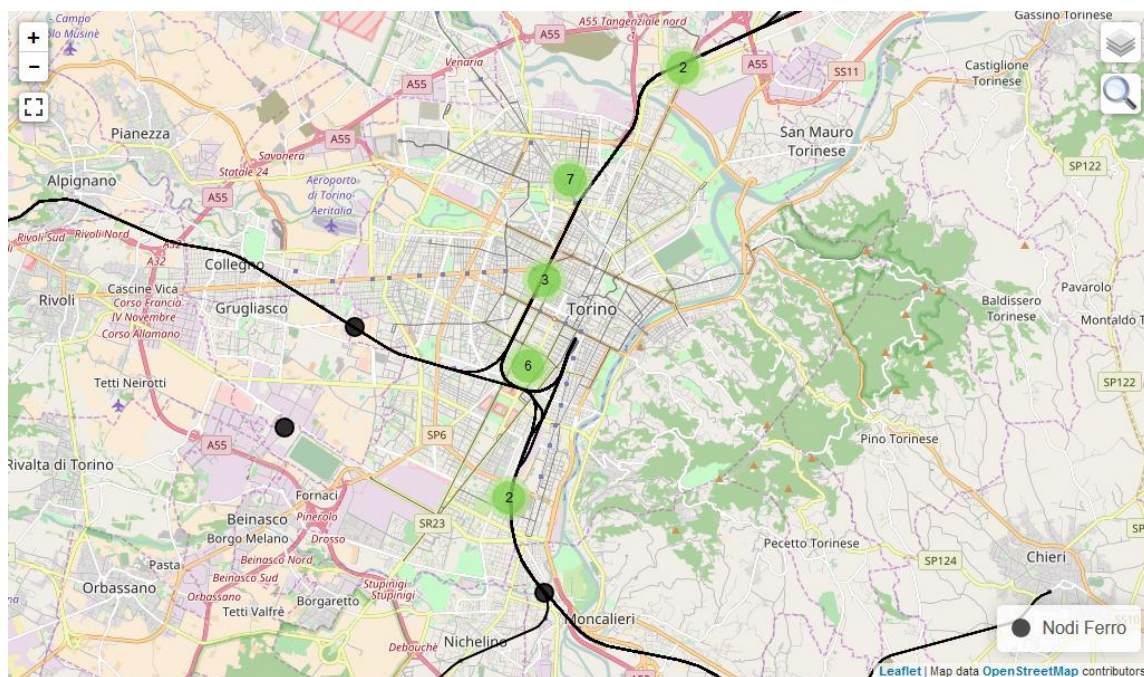 - Campo
Volo Musinè
A55 Tangenziale nord
Gassino Torinese
+
−
Venaria
A55
2
A55
SS11
Castiglione
Torinese
A55
Pianezza
A55
San Mauro
Torinese
SP122
Savonera
Statale 24
Alpignano
7
Aeroporto
di Torino-
Aeritalia
A55
Rivoli-Sud
Rivoli-Nord
A32
A32
Collegno
3
Cascine Vica
Corso Francia
IV Novembre
Corso Allamano
Rivoli
Grugliasco
Torino
Baldissero
Torinese
Pavarolo
Montaldo T
6
Tetti Neirotti
SP122
SP6
Pino Torinese
A55
Rivalta di Torino
Fornaci
2
Beinasco
Pinerolo
Drosso
SR23
Borgo Melano
Pecetto Torinese
SP124
Chieri
Pasta
Beinasco Nord
Beinasco Sud
Stupinigi
Stupinigi
Orbassano
Orbassano
Borgaretto
Tetti Valfrè
Moncalieri
Debouchè
Nichelino
Nodi Ferro
Leaflet | Map data OpenStreetMap contributors